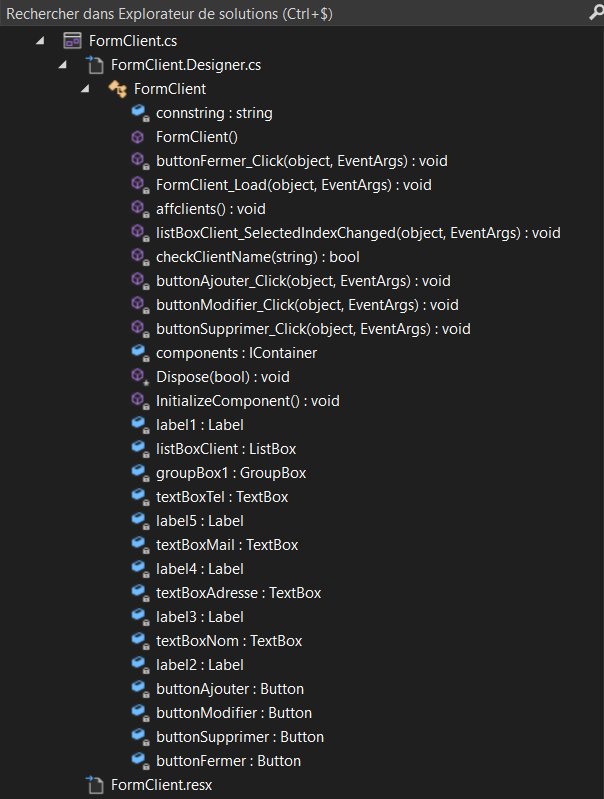 Rechercher dans Explorateur de solutions (Ctrl+$)
FormClient.cs
FormClient.Designer.cs
FormClient
connstring : string
FormClient()
buttonFermer_Click(object, EventArgs) : void
FormClient_Load(object, EventArgs) : void
affclients() : void
listBoxClient_SelectedIndexChanged(object, EventArgs) : void
checkClientName(string) : bool
buttonAjouter_Click(object, EventArgs) : void
buttonModifier_Click(object, EventArgs) : void
buttonSupprimer_Click(object, EventArgs) : void
components : IContainer
Dispose(bool) : void
InitializeComponent() : void
label1 : Label
listBoxClient : ListBox
groupBox1 : GroupBox
textBoxTel : TextBox
label5 : Label
textBoxMail : TextBox
label4 : Label
textBoxAdresse : TextBox
label3 : Label
textBoxNom : TextBox
label2 : Label
buttonAjouter : Button
buttonModifier : Button
buttonSupprimer : Button
buttonFermer : Button
FormClient.resx